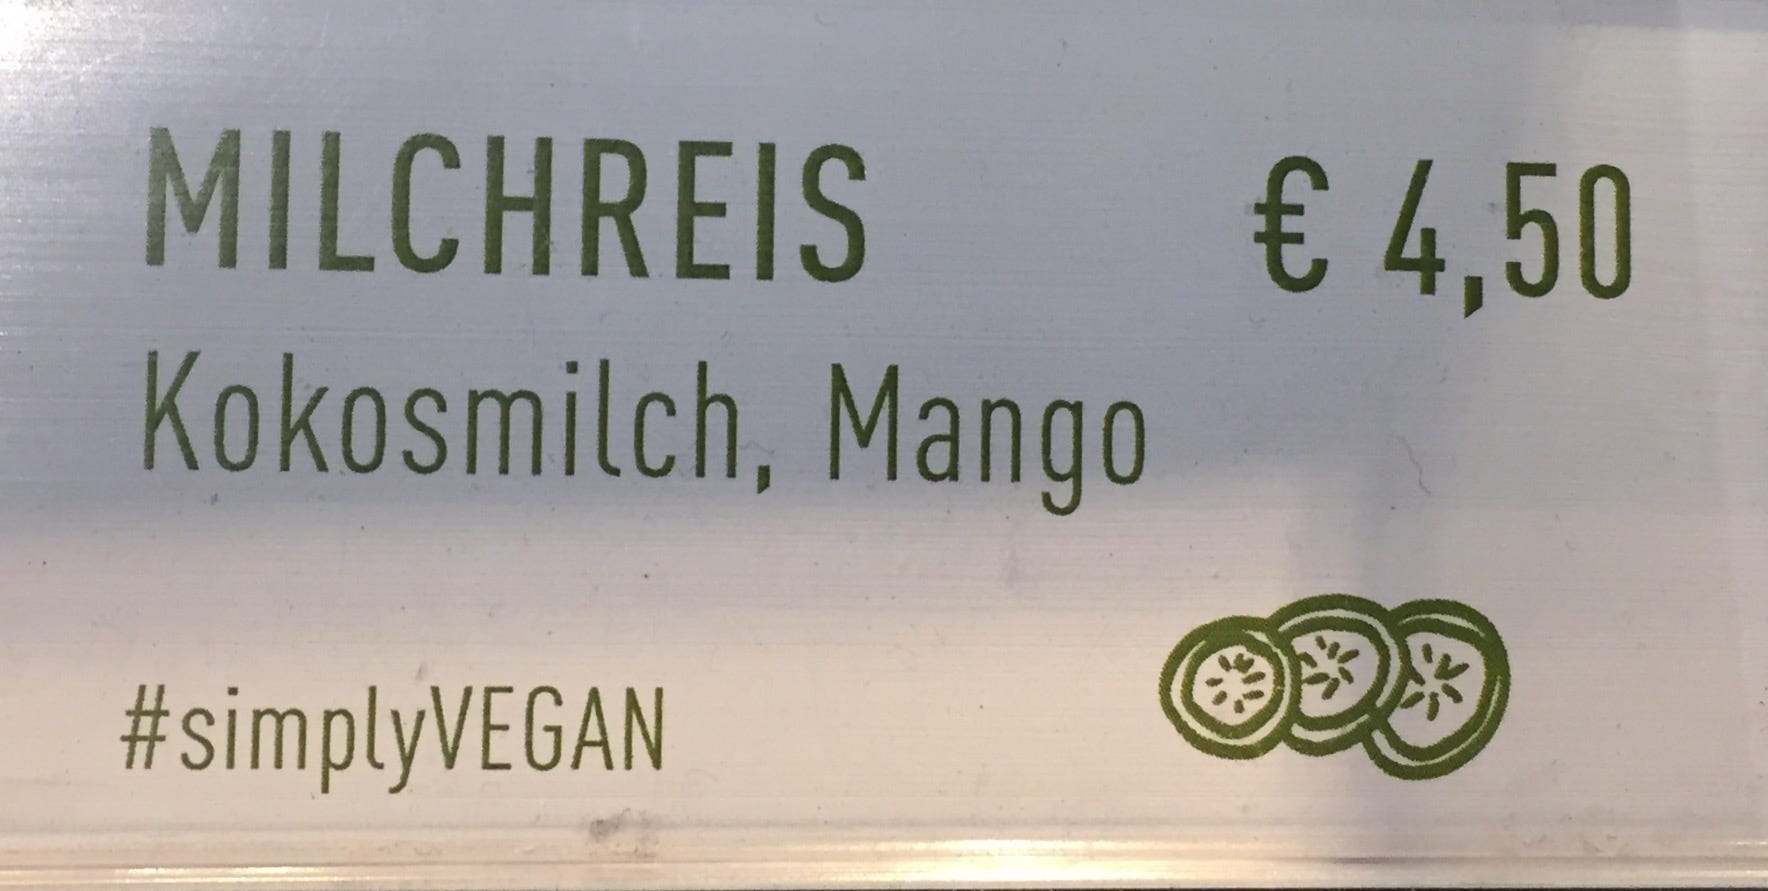 MILCHREIS € 4,50
Kokosmilch, Mango
#simplyVEGAN